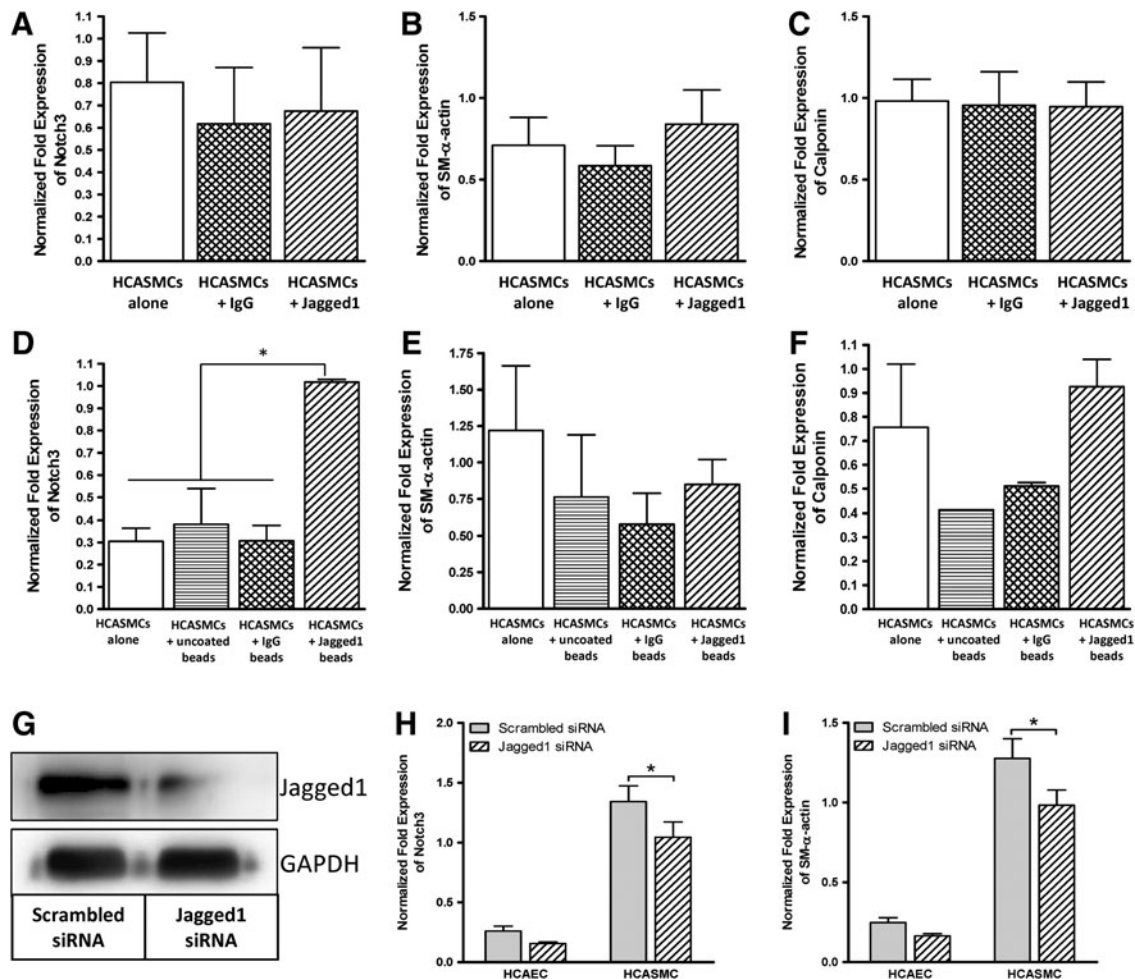 A
Normalized Fold Expression
of Notch3
1.1
1.0
0.9
0.8
0.7
0.6
0.5
0.4
0.3
0.2
0.1
0.0
HCASMCs
alone
HCASMCs
+ IgG
HCASMCs
+ Jagged1
B
Normalized Fold Expression
of SM-α-actin
1.5
1.0
0.5
0.0
HCASMCs
alone
HCASMCs
+ IgG
HCASMCs
+ Jagged1
C
Normalized Fold Expression
of Calponin
1.5
1.0
0.5
0.0
HCASMCs
alone
HCASMCs
+ IgG
HCASMCs
+ Jagged1
D
Normalized Fold Expression
of Notch3
1.1
1.0
0.9
0.8
0.7
0.6
0.5
0.4
0.3
0.2
0.1
0.0
*
HCASMCs
alone
HCASMCs
+ uncoated
beads
HCASMCs
+ IgG
beads
HCASMCs
+ Jagged1
beads
E
Normalized Fold Expression
of SM-α-actin
1.75
1.50
1.25
1.00
0.75
0.50
0.25
0.00
HCASMCs
alone
HCASMCs
+ uncoated
beads
HCASMCs
+ IgG
beads
HCASMCs
+ Jagged1
beads
F
Normalized Fold Expression
of Calponin
1.1
1.0
0.9
0.8
0.7
0.6
0.5
0.4
0.3
0.2
0.1
0.0
HCASMCs
alone
HCASMCs
+ uncoated
beads
HCASMCs
+ IgG
beads
HCASMCs
+ Jagged1
beads
G
Jagged1
GAPDH
Scrambled
siRNA
Jagged1
siRNA
H
Normalized Fold Expression
of Notch3
2.0
1.5
1.0
0.5
0.0
Scrambled siRNA
Jagged1 siRNA
*
HCAEC
HCASMC
I
Normalized Fold Expression
of SM-α-actin
1.5
1.0
0.5
0.0
Scrambled siRNA
Jagged1 siRNA
*
HCAEC
HCASMC